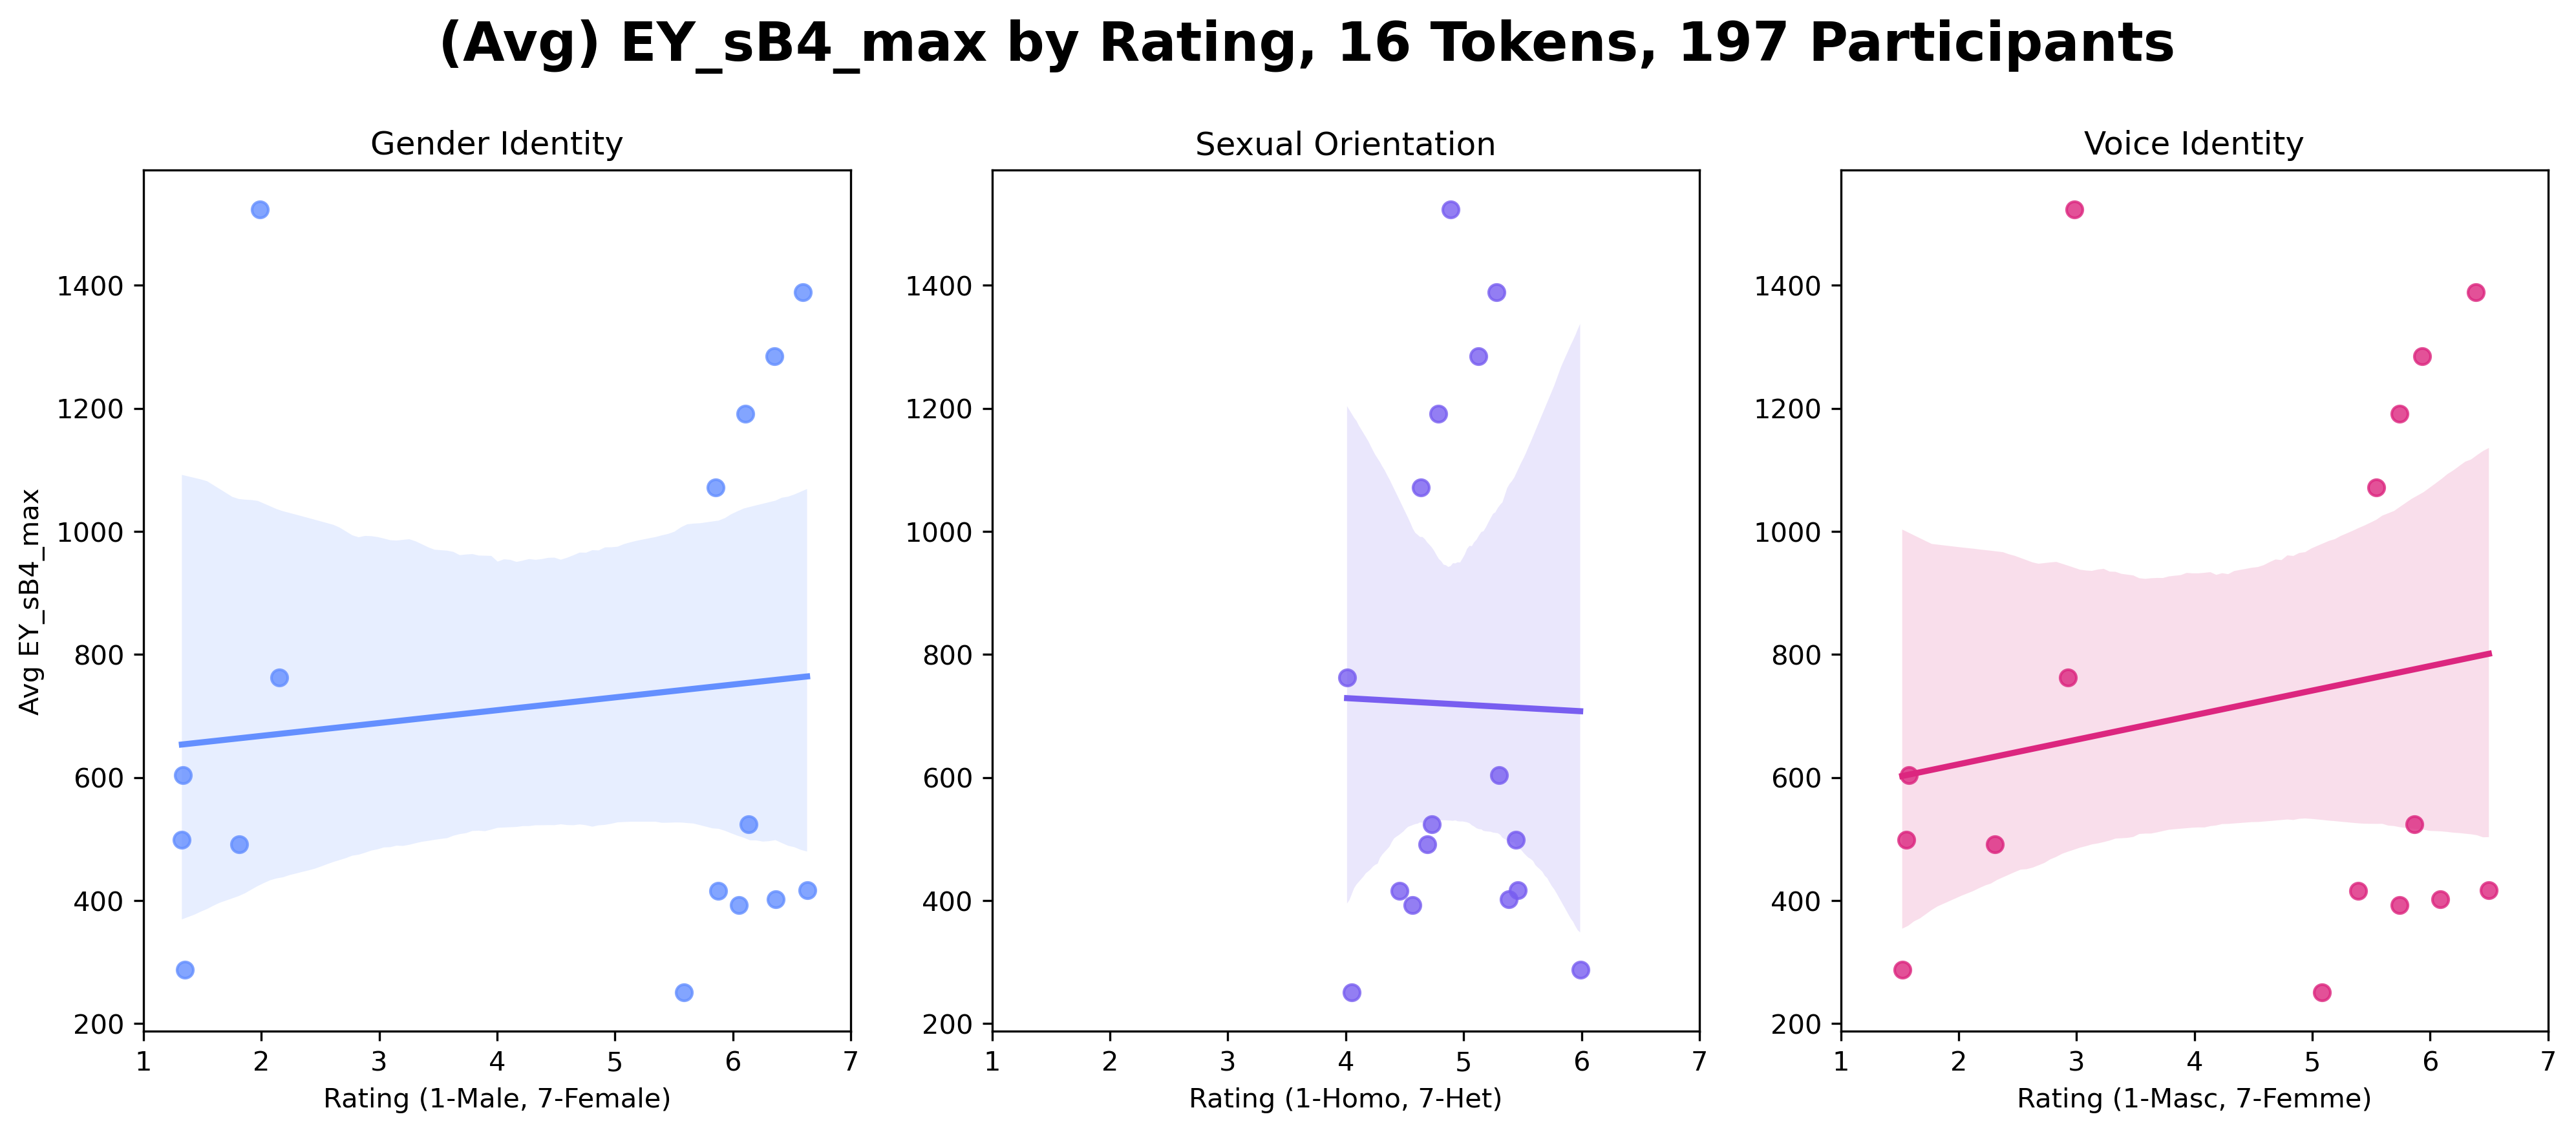 (Avg) EY_sB4_max by Rating, 16 Tokens, 197 Participants
Gender Identity
Sexual Orientation
Voice Identity
Avg EY_sB4_max
1400
1200
1000
800
600
400
200
1 2 3 4 5 6 7
Rating (1-Male, 7-Female)
1400
1200
1000
800
600
400
200
1 2 3 4 5 6 7
Rating (1-Homo, 7-Het)
1400
1200
1000
800
600
400
200
1 2 3 4 5 6 7
Rating (1-Masc, 7-Femme)